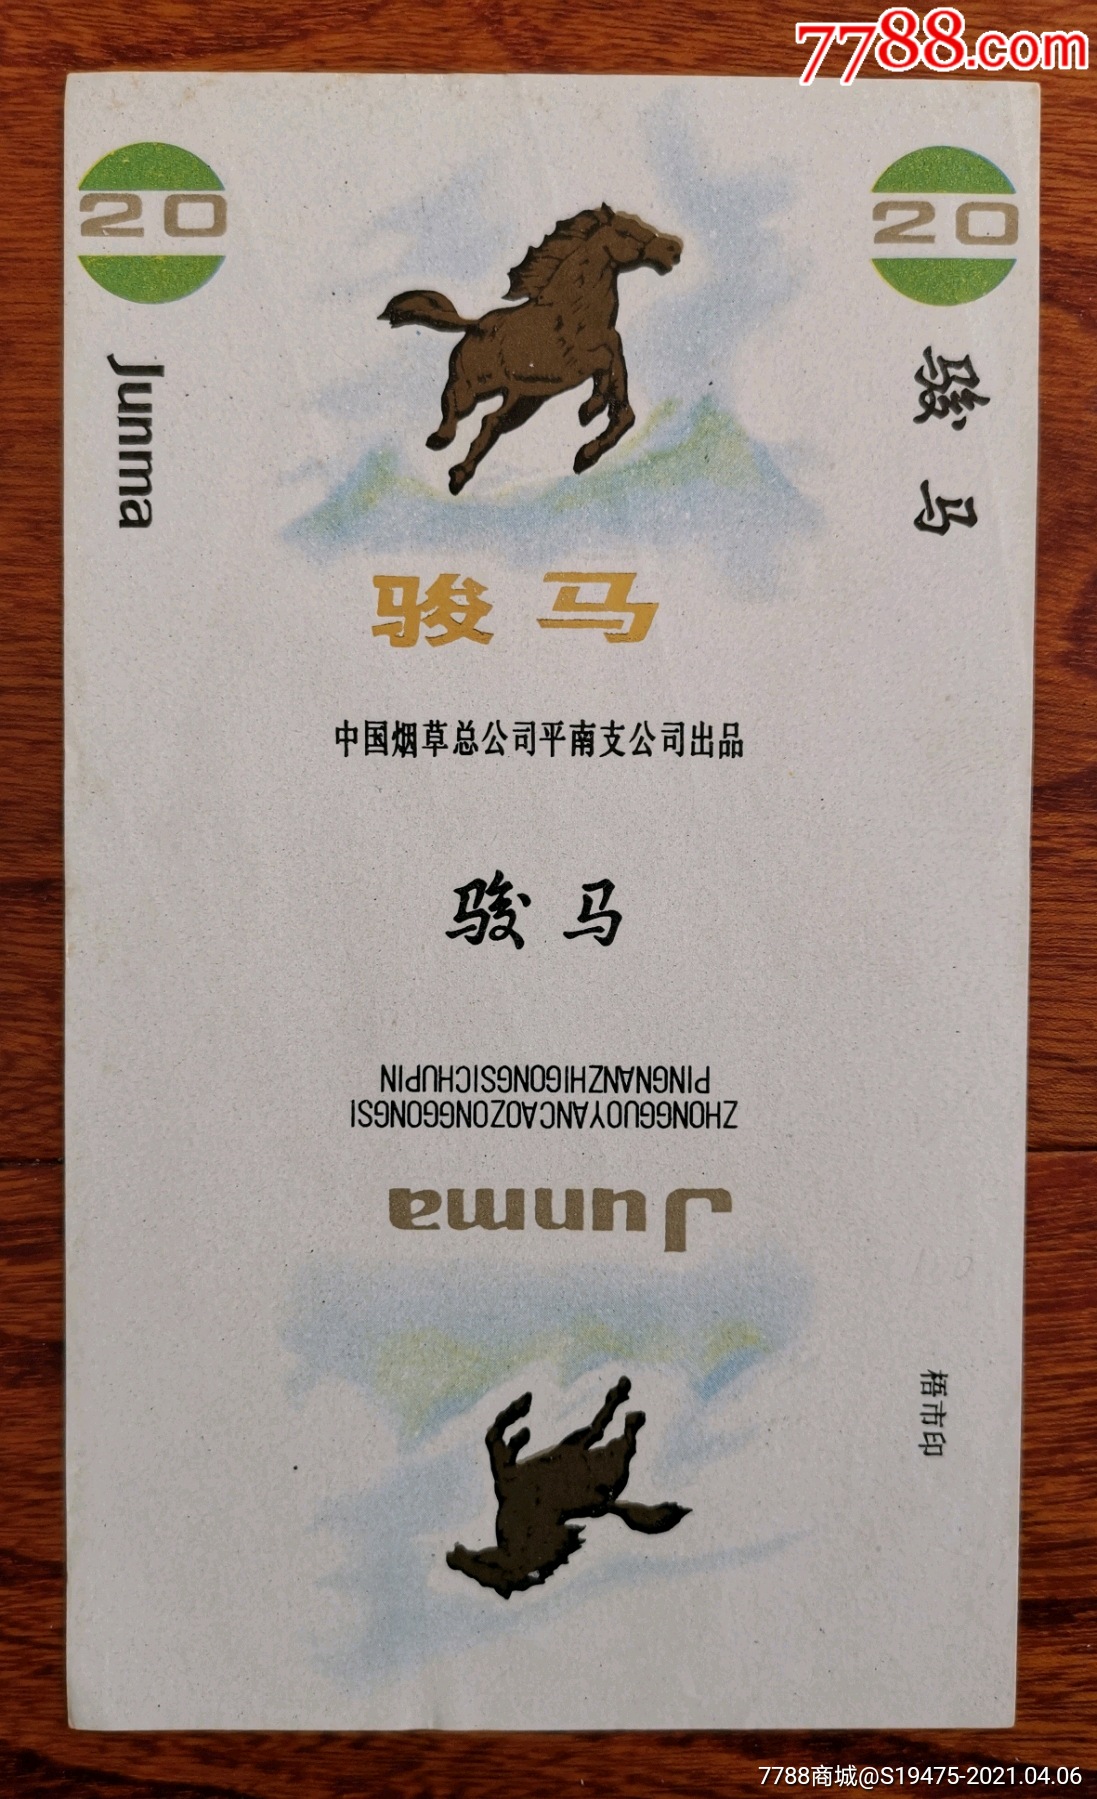 7788.com
20
20
Junma
骏马
骏马
中国烟草总公司平南支公司出品
骏马
ZHONGGUOYANCAOZONGGONGSI
PINGNANZHIGONGSICHUPIN
Junma
梧市印
7788商城@S19475-2021.04.06